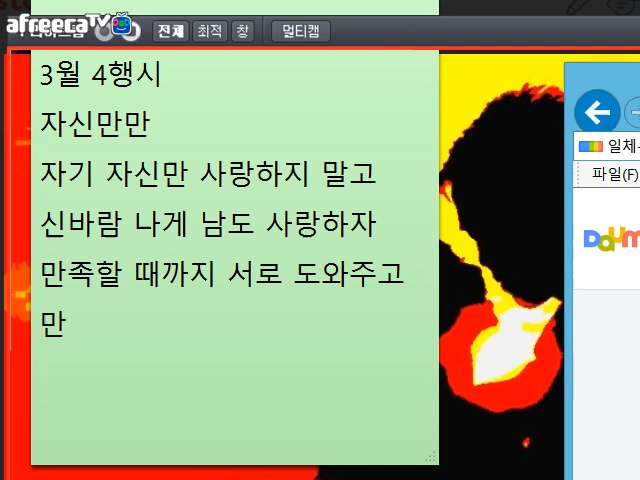 afreecaTV
전체 최적 창 멀티캠
3월 4행시
자신만만
자기 자신만 사랑하지 말고
신바람 나게 남도 사랑하자
만족할 때까지 서로 도와주고
만
일체
파일(F)
Daum